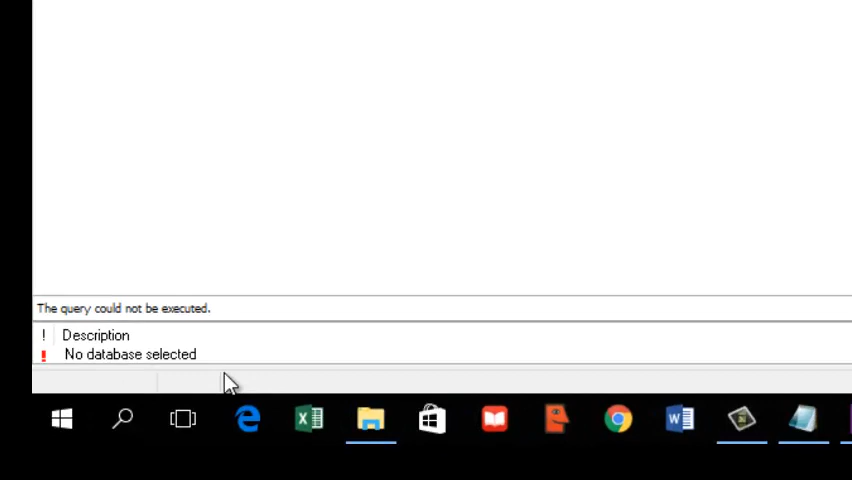 The query could not be executed.
! Description
! No database selected